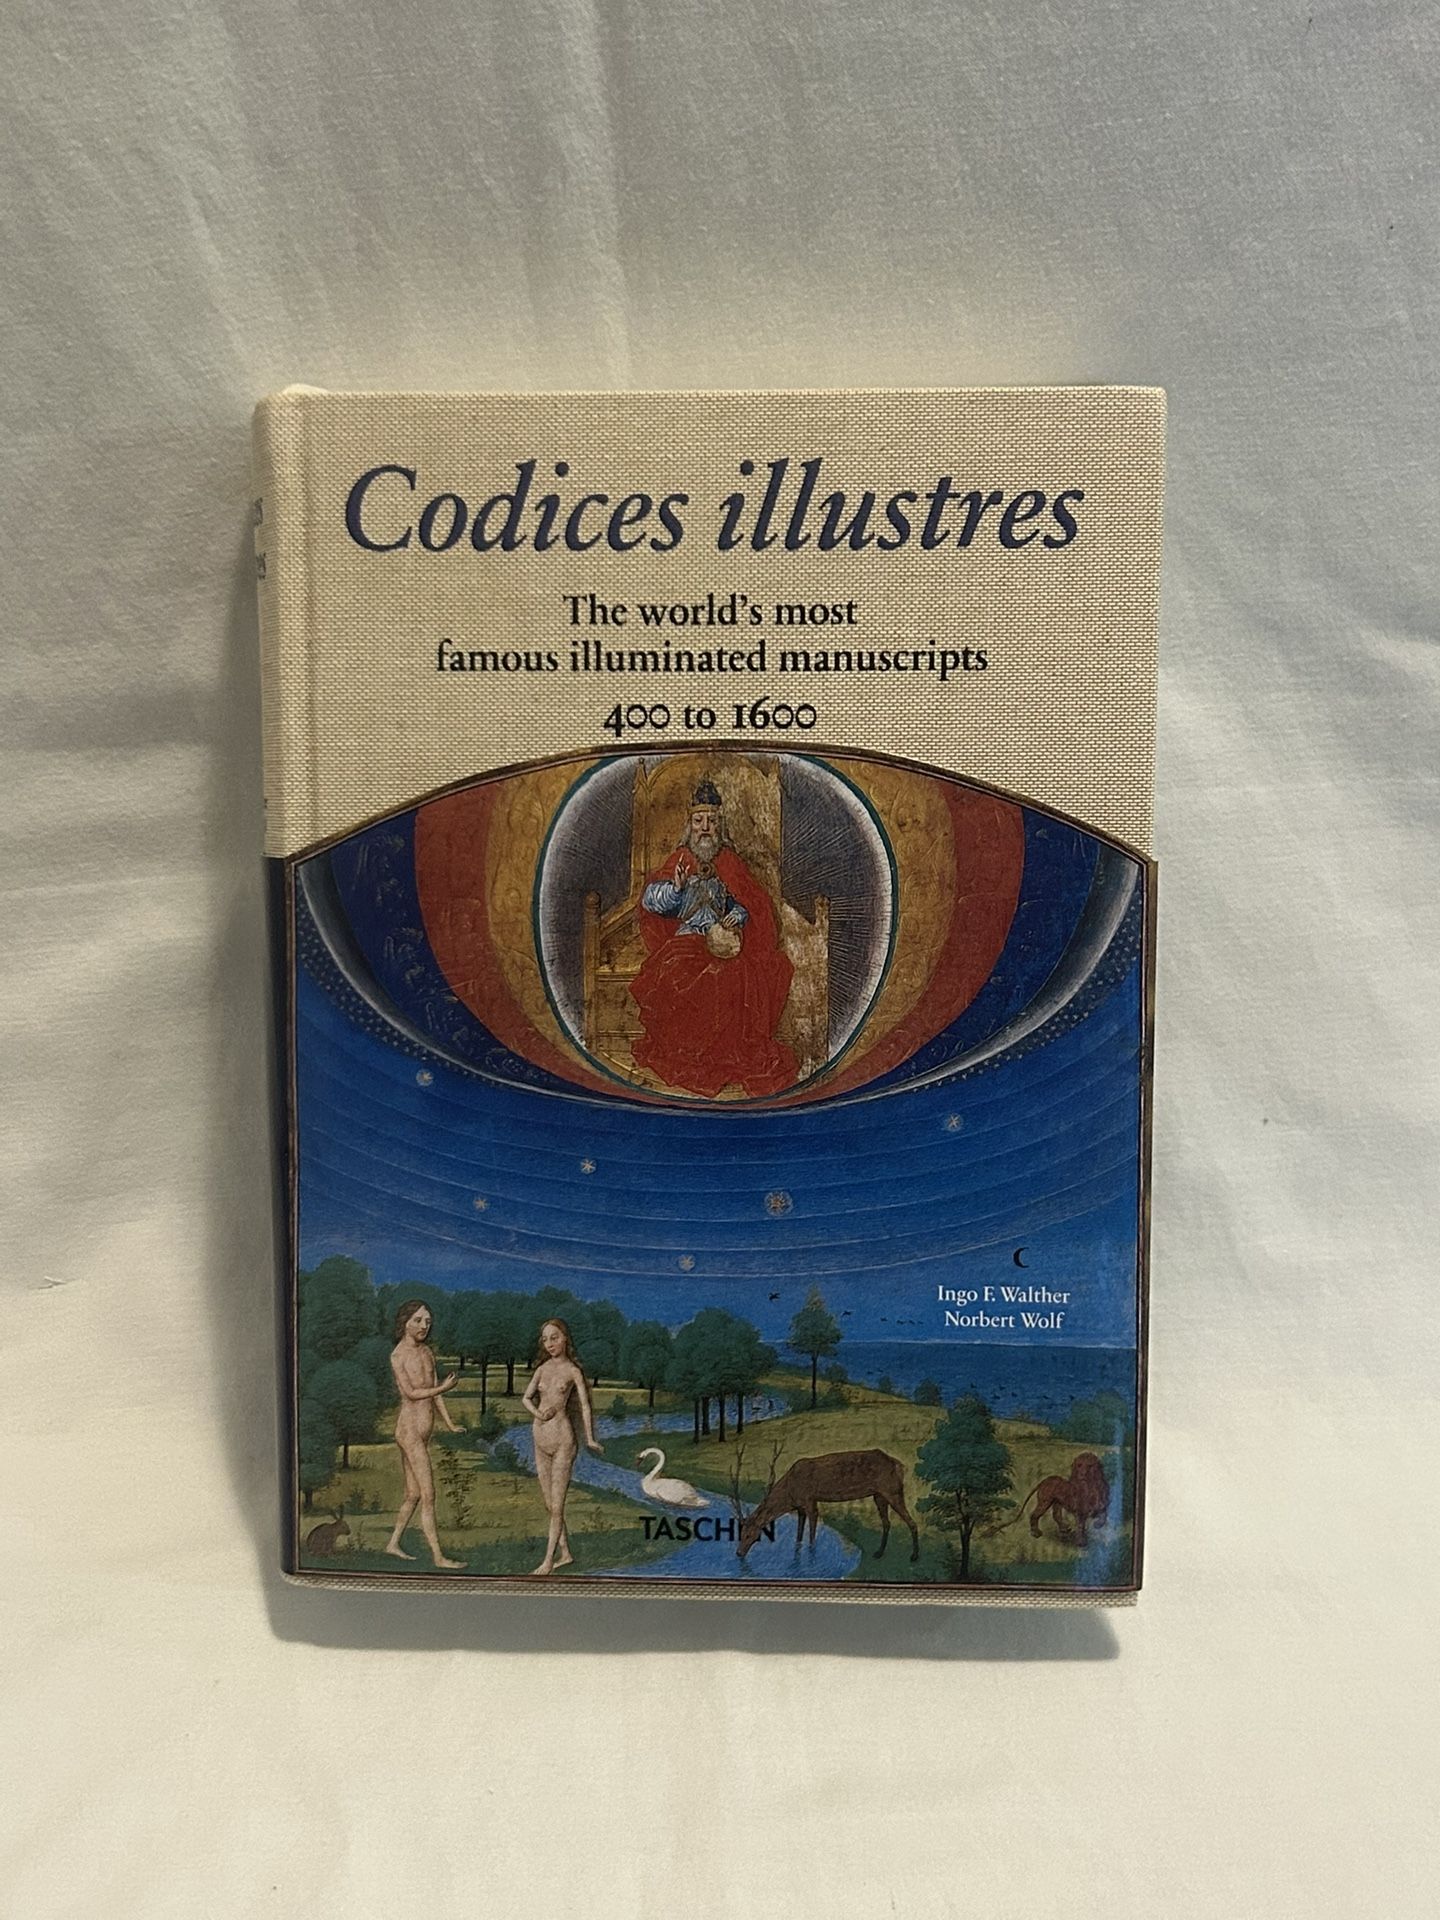 Codices illustres
The world's most
famous illuminated manuscripts
400 to 1600
Ingo F. Walther
Norbert Wolf
TASCHEN